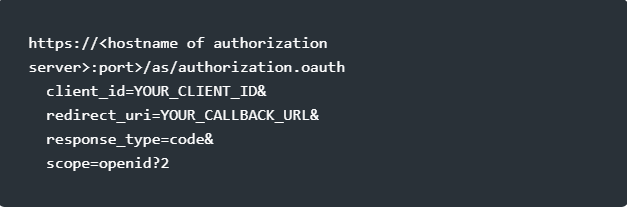 https://<hostname of authorization
server>:port>/as/authorization.oauth
client_id=YOUR_CLIENT_ID&
redirect_uri=YOUR_CALLBACK_URL&
response_type=code&
scope=openid?2